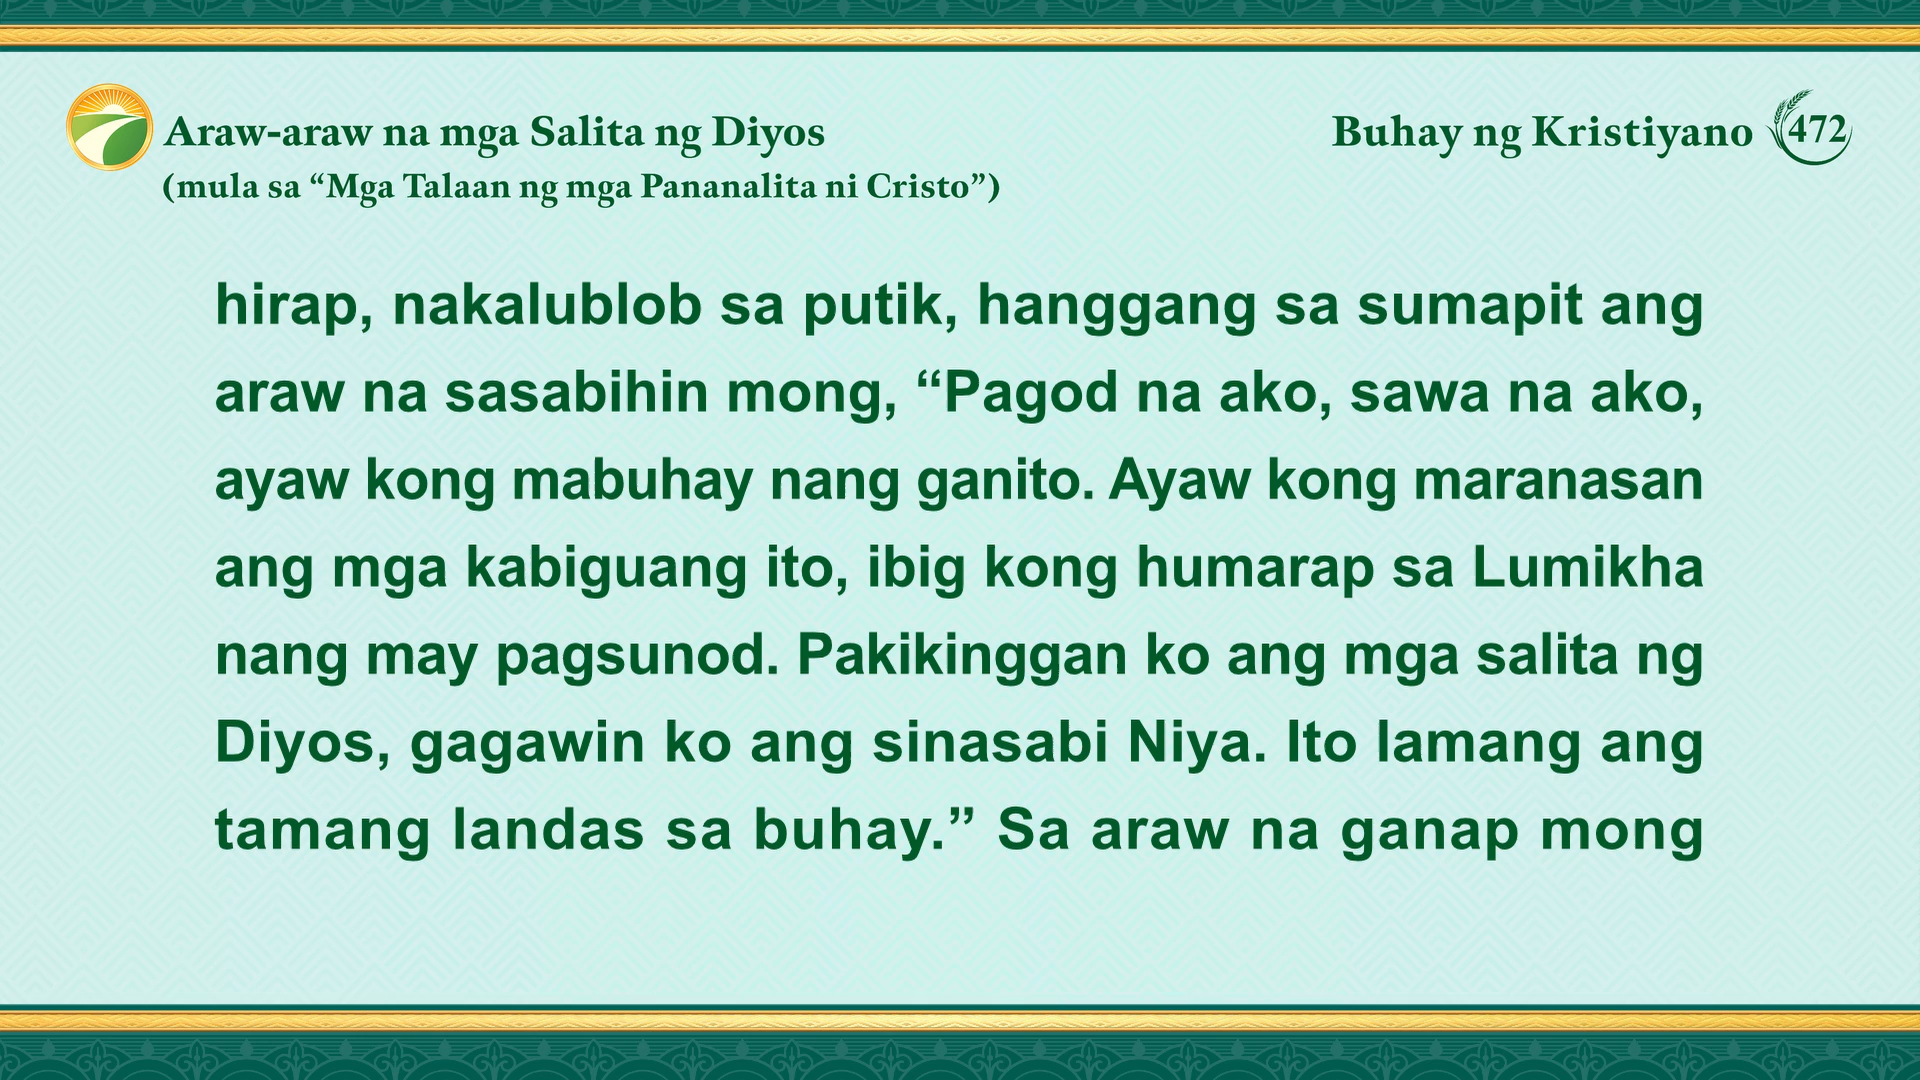 Araw-araw na mga Salita ng Diyos
(mula sa “Mga Talaan ng mga Pananalita ni Cristo”)
Buhay ng Kristiyano 472
hirap, nakalublob sa putik, hanggang sa sumapit ang
araw na sasabihin mong, “Pagod na ako, sawa na ako,
ayaw kong mabuhay nang ganito. Ayaw kong maranasan
ang mga kabiguang ito, ibig kong humarap sa Lumikha
nang may pagsunod. Pakikinggan ko ang mga salita ng
Diyos, gagawin ko ang sinasabi Niya. Ito lamang ang
tamang landas sa buhay.” Sa araw na ganap mong